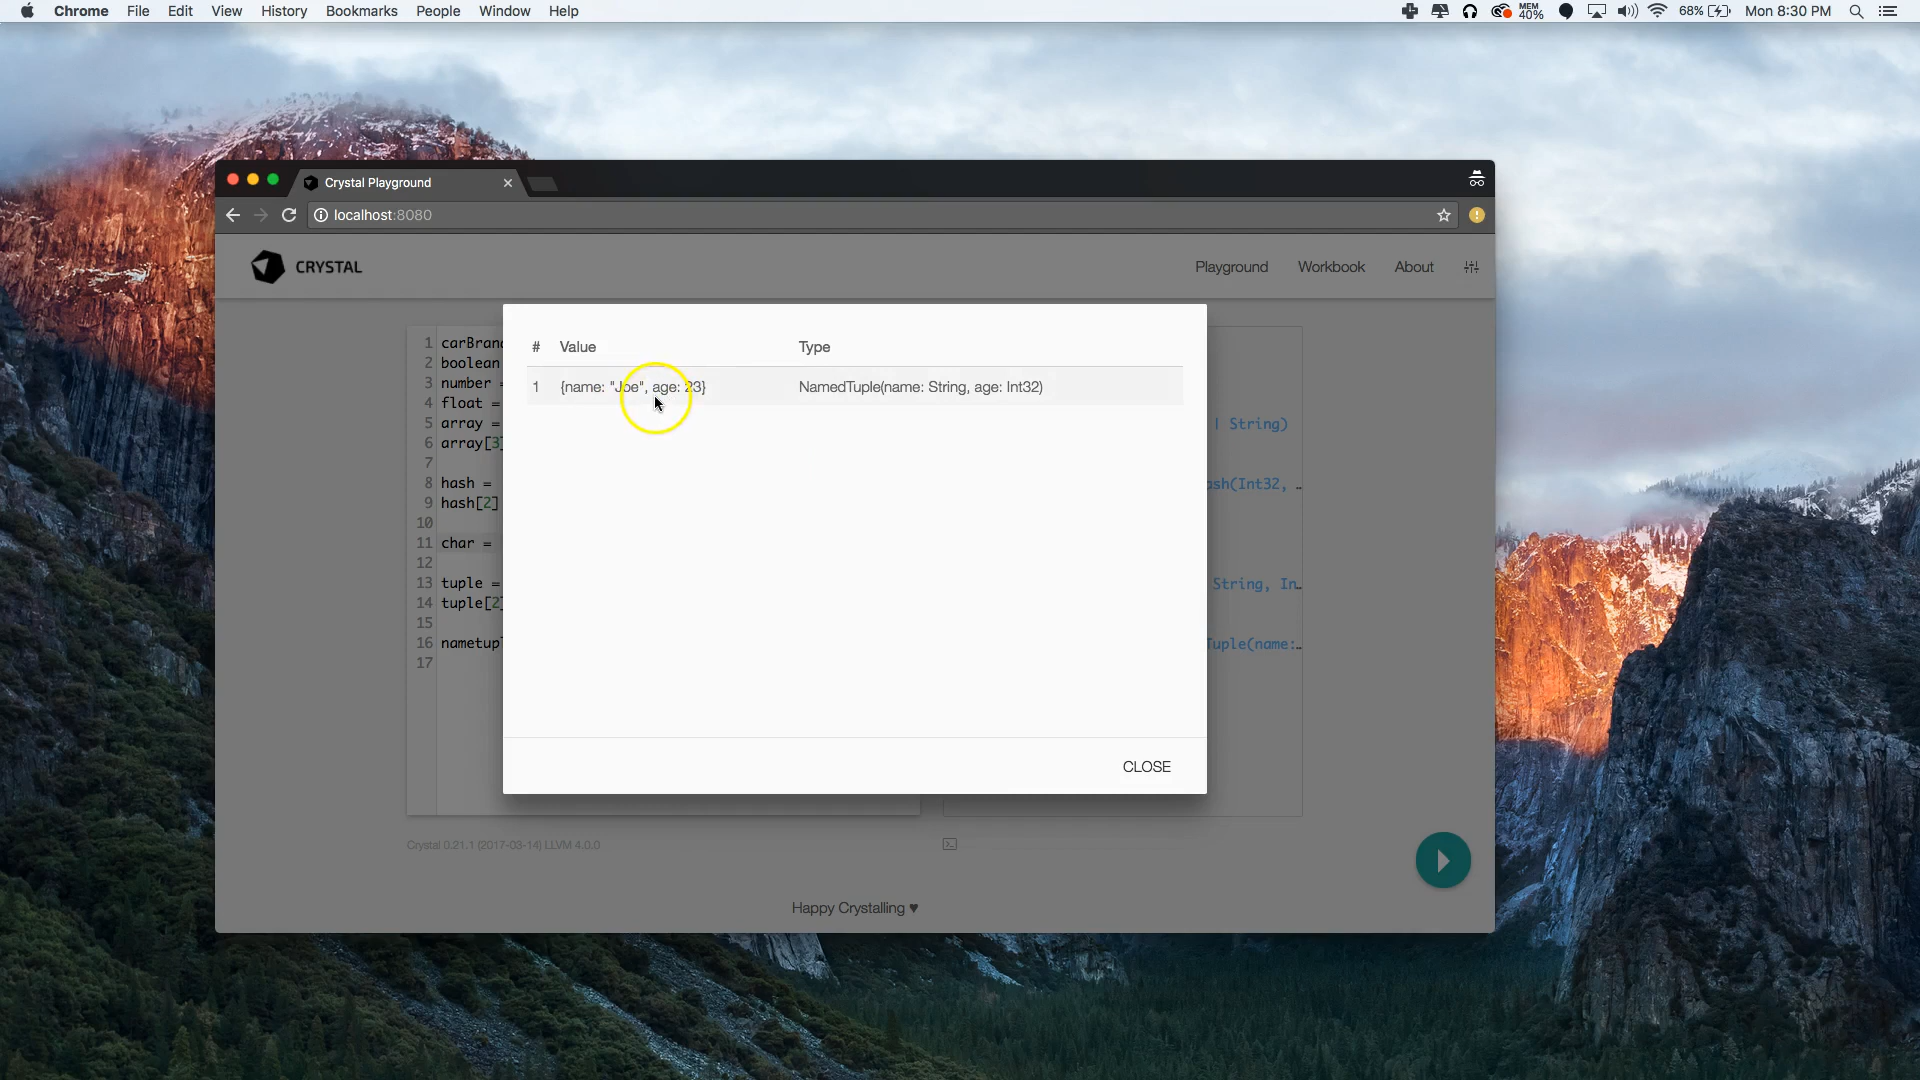 Chrome File Edit View History Bookmarks People Window Help MEM 40% 68% Mon 8:30 PM
Crystal Playground
localhost:8080
CRYSTAL Playground Workbook About
# Value Type
1 {name: "Joe", age: 23} NamedTuple(name: String, age: Int32)
1 carBran
2 boolean
3 number =
4 float =
5 array = | String)
6 array[3]
7
8 hash = ash(Int32, …
9 hash[2]
10
11 char =
12
13 tuple = String, In…
14 tuple[2]
15
16 nametupl Tuple(name:…
17
CLOSE
Crystal 0.21.1 (2017-03-14) LLVM 4.0.0
Happy Crystalling ♥